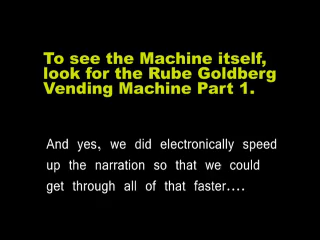 To see the Machine itself,
look for the Rube Goldberg
Vending Machine Part 1.
And yes, we did electronically speed
up the narration so that we could
get through all of that faster....